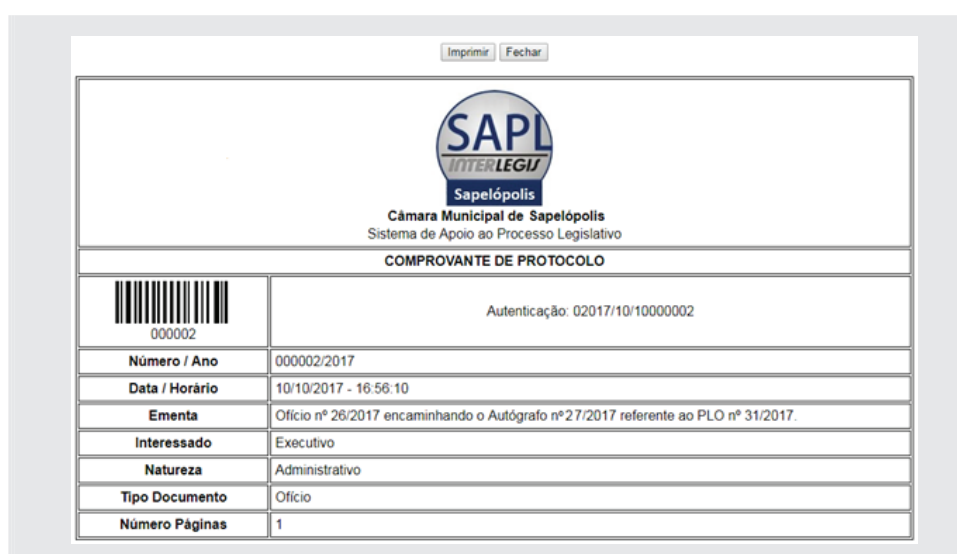 Imprimir Fechar
SAPL
INTERLEGIS
Sapelópolis
Câmara Municipal de Sapelópolis
Sistema de Apoio ao Processo Legislativo
COMPROVANTE DE PROTOCOLO
000002
Autenticação: 02017/10/10000002
Número / Ano 000002/2017
Data / Horário 10/10/2017 - 16:56:10
Ementa Ofício nº 26/2017 encaminhando o Autógrafo nº 27/2017 referente ao PLO nº 31/2017.
Interessado Executivo
Natureza Administrativo
Tipo Documento Ofício
Número Páginas 1